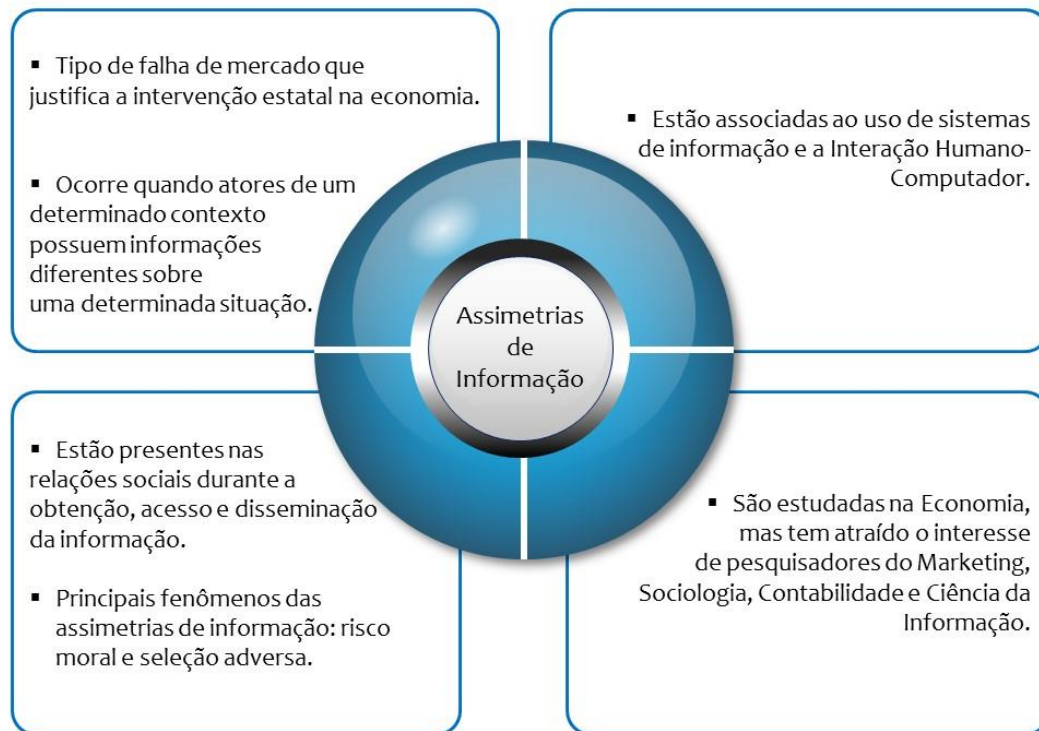 ▪ Tipo de falha de mercado que
justifica a intervenção estatal na economia.
▪ Ocorre quando atores de um
determinado contexto
possuem informações
diferentes sobre
uma determinada situação.
▪ Estão associadas ao uso de sistemas
de informação e a Interação Humano-
Computador.
Assimetrias
de
Informação
▪ Estão presentes nas
relações sociais durante a
obtenção, acesso e disseminação
da informação.
▪ Principais fenômenos das
assimetrias de informação: risco
moral e seleção adversa.
▪ São estudadas na Economia,
mas tem atraído o interesse
de pesquisadores do Marketing,
Sociologia, Contabilidade e Ciência da
Informação.